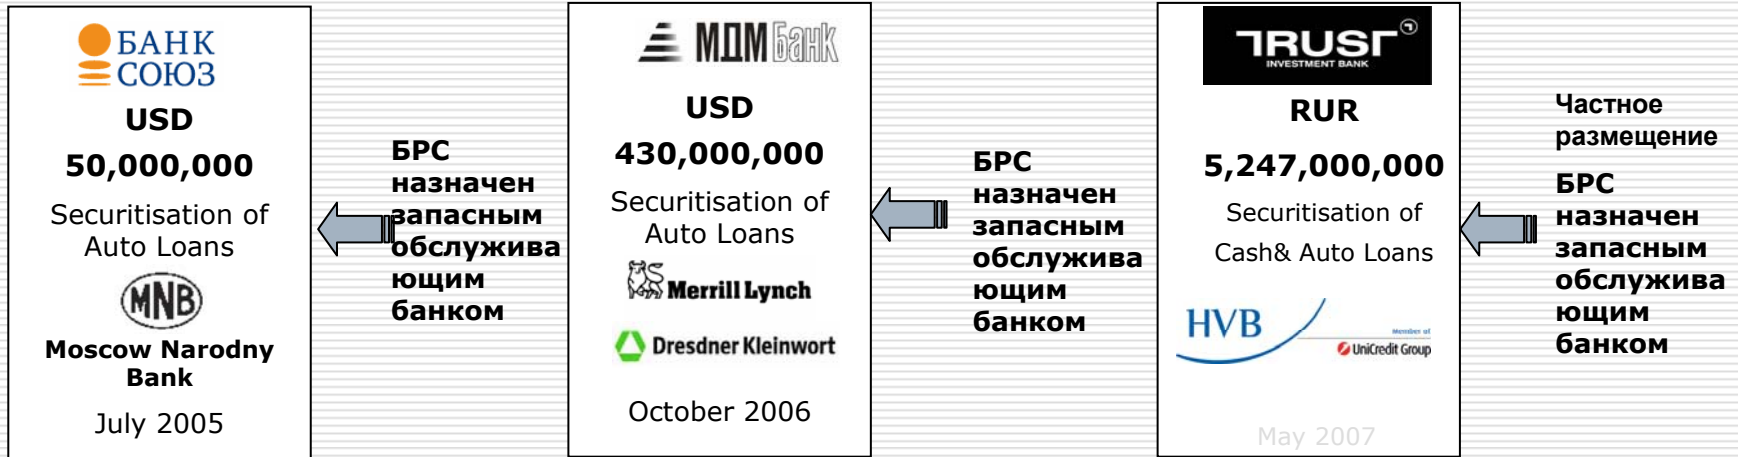 БАНК
СОЮЗ
USD
50,000,000
Securitisation of
Auto Loans
MNB
Moscow Narodny
Bank
July 2005
БРС
назначен
запасным
обслужива
ющим
банком
МДМ Банк
USD
430,000,000
Securitisation of
Auto Loans
Merrill Lynch
Dresdner Kleinwort
October 2006
БРС
назначен
запасным
обслужива
ющим
банком
TRUST®
INVESTMENT BANK
RUR
5,247,000,000
Securitisation of
Cash& Auto Loans
HVB
Member of
UniCredit Group
May 2007
Частное
размещение
БРС
назначен
запасным
обслужива
ющим
банком